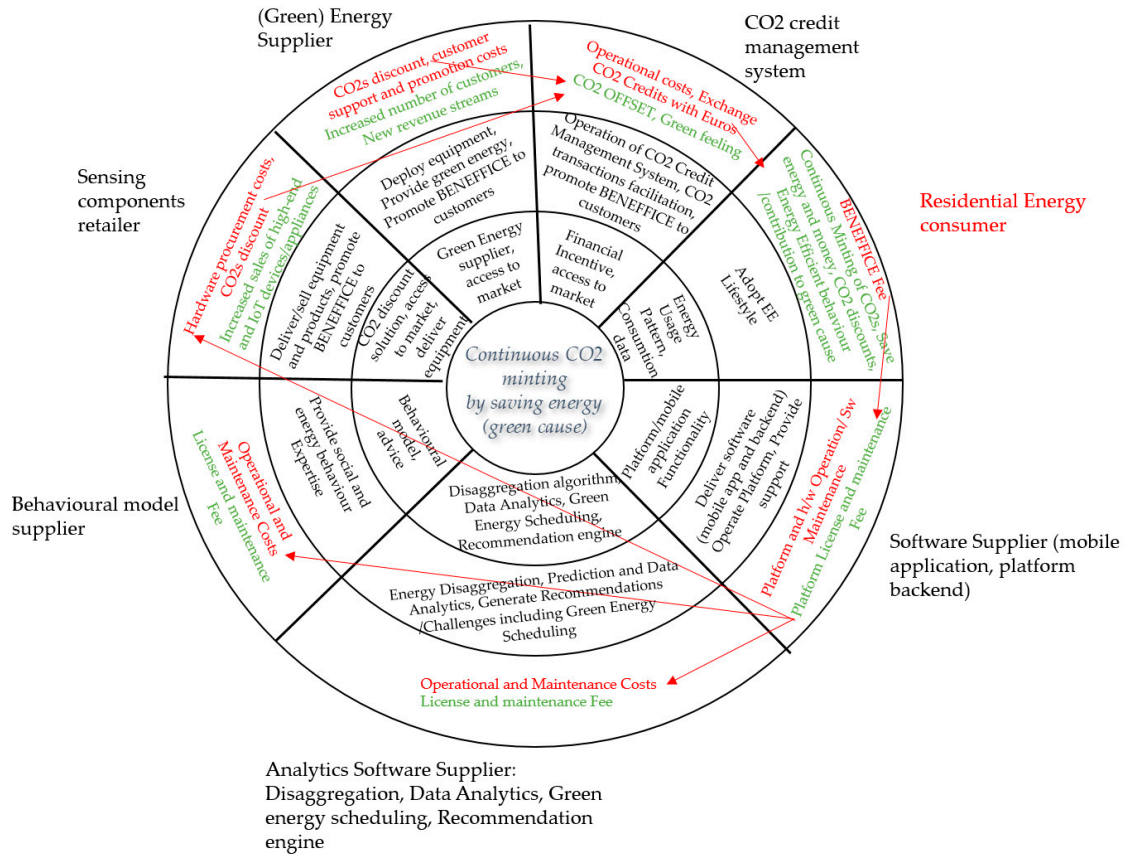 (Green) Energy
Supplier
CO2 credit
management
system
Residential Energy
consumer
Software Supplier (mobile
application, platform
backend)
Analytics Software Supplier:
Disaggregation, Data Analytics, Green
energy scheduling, Recommendation
engine
Behavioural model
supplier
Sensing
components
retailer
CO2s discount, customer
support and promotion costs
Increased number of customers,
New revenue streams
Deploy equipment,
Provide green energy,
Promote BENEFFICE to
customers
Green Energy
supplier,
access to
market
Operational costs, Exchange
CO2 Credits with Euros
CO2 OFFSET, Green feeling
Operation of CO2 Credit
Management System, CO2
transactions facilitation,
promote BENEFFICE to
customers
Financial
Incentive,
access to
market
BENEFFICE Fee
Continuous Minting of CO2s, Save
energy and money, CO2 discounts,
Energy Efficient behaviour
/contribution to green cause
Adopt EE
Lifestyle
Energy
Usage
Pattern,
Consumtion
data
Platform and h/w Operation/ Sw
Maintenance
Platform License and maintenance
Fee
Deliver software
(mobile app and backend)
Operate Platform, Provide
support
Platform/mobile
application
Functionality
Disaggregation algorithm,
Data Analytics, Green
Energy Scheduling,
Recommendation engine
Energy Disaggregation, Prediction and Data
Analytics, Generate Recommendations
/Challenges including Green Energy
Scheduling
Operational and Maintenance Costs
License and maintenance Fee
Operational and
Maintenance Costs
License and maintenance
Fee
Provide social and
energy behaviour
Expertise
Behavioural
model,
advice
Hardware procurement costs,
CO2s discount
Increased sales of high-end
and IoT devices/appliances
Deliver/sell equipment
and products, promote
BENEFFICE to
customers
CO2 discount
solution, access
to market,
deliver
equipment
Continuous CO2
minting
by saving energy
(green cause)